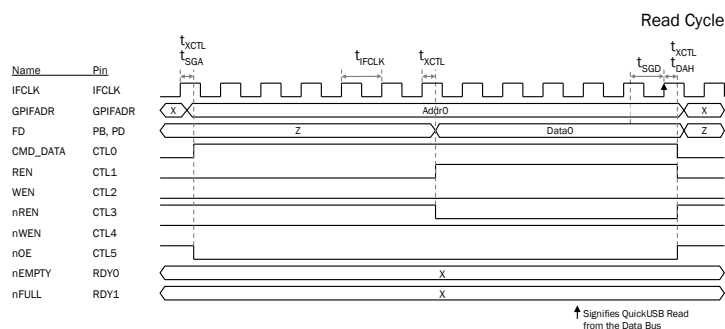 Read Cycle
tXCTL
tSGA
tIFCLK
tXCTL
tSGD
tXCTL
tDAH
Name Pin
IFCLK IFCLK
GPIFADR GPIFADR X Addr0 X
FD PB, PD Z Data0 Z
CMD_DATA CTL0
REN CTL1
WEN CTL2
nREN CTL3
nWEN CTL4
nOE CTL5
nEMPTY RDY0 X
nFULL RDY1 X
Signifies QuickUSB Read
from the Data Bus